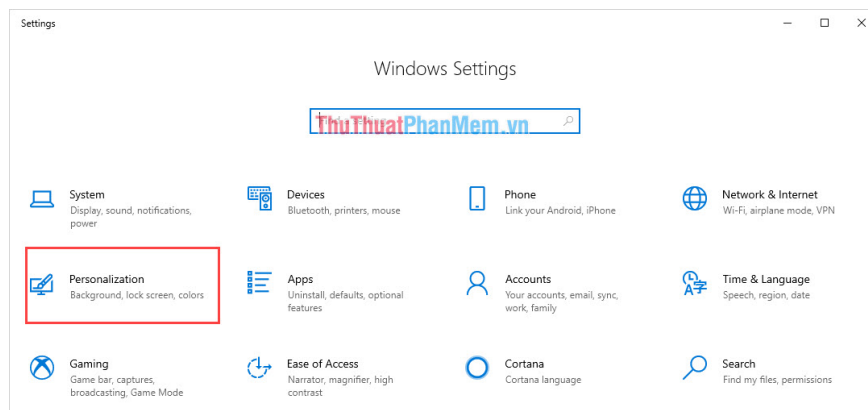 Settings
Windows Settings
ThuThuatPhanMem.vn
System
Display, sound, notifications,
power
Devices
Bluetooth, printers, mouse
Phone
Link your Android, iPhone
Network & Internet
Wi-Fi, airplane mode, VPN
Personalization
Background, lock screen, colors
Apps
Uninstall, defaults, optional
features
Accounts
Your accounts, email, sync,
work, family
Time & Language
Speech, region, date
Gaming
Game bar, captures,
broadcasting, Game Mode
Ease of Access
Narrator, magnifier, high
contrast
Cortana
Cortana language
Search
Find my files, permissions